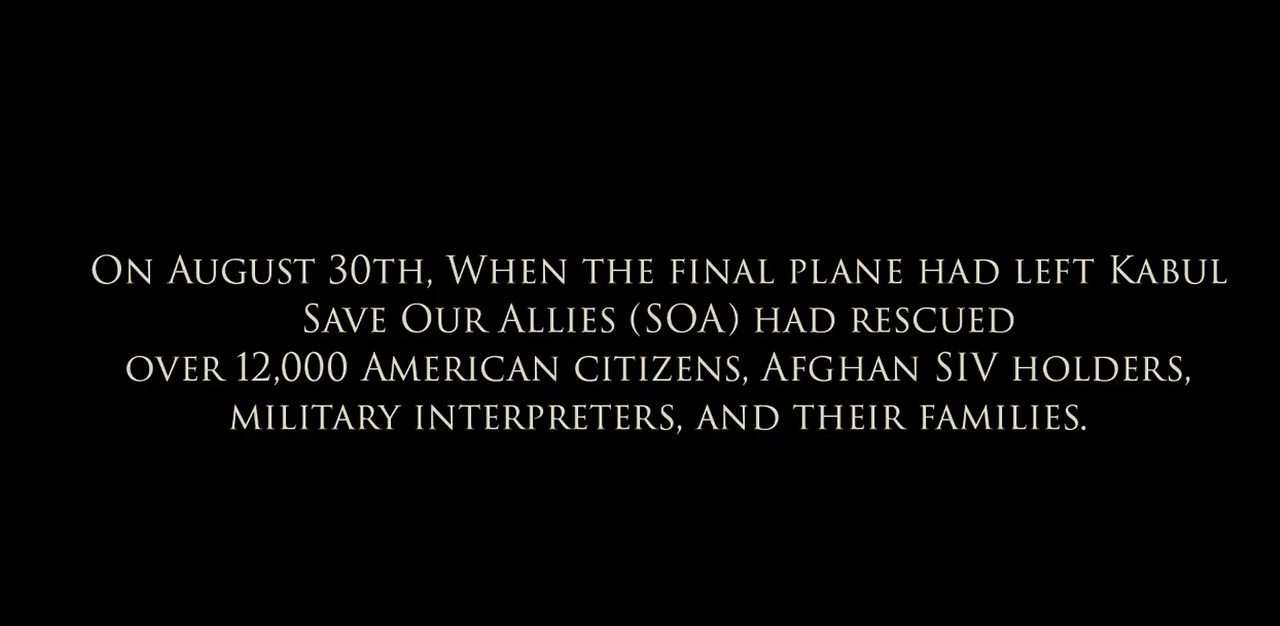 On August 30th, When the final plane had left Kabul
Save Our Allies (SOA) had rescued
over 12,000 American citizens, Afghan SIV holders,
military interpreters, and their families.